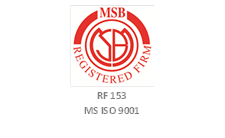 MSB
REGISTERED FIRM
RF 153
MS ISO 9001